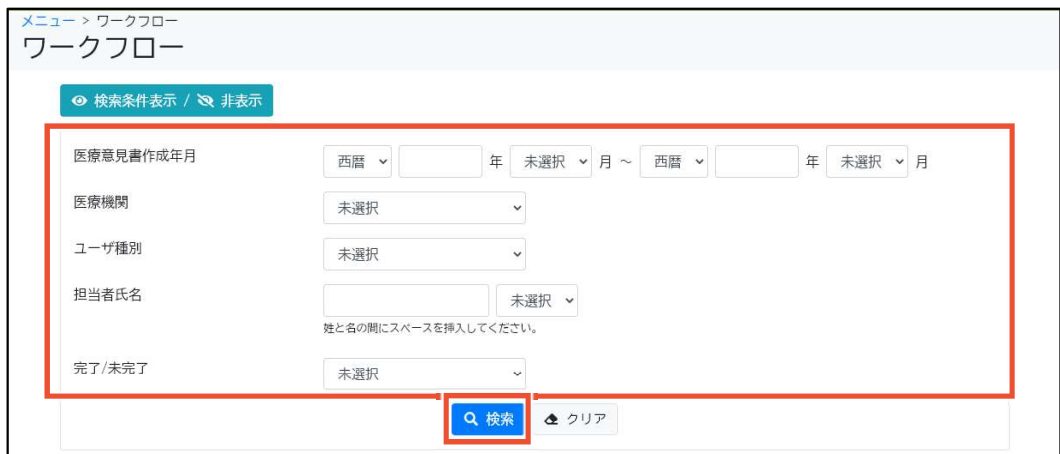 メニュー > ワークフロー
ワークフロー
検索条件表示 / 非表示
医療意見書作成年月 西暦 年 未選択 月 ~ 西暦 年 未選択 月
医療機関 未選択
ユーザ種別 未選択
担当者氏名 未選択
姓と名の間にスペースを挿入してください。
完了/未完了 未選択
検索 クリア